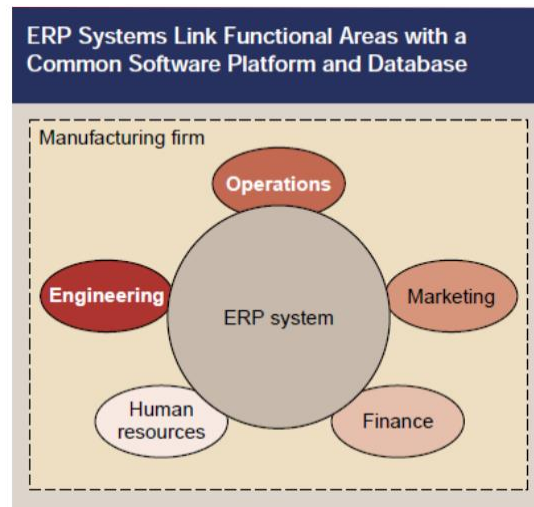 ERP Systems Link Functional Areas with a
Common Software Platform and Database
Manufacturing firm
Operations
Engineering
Marketing
ERP system
Human
resources
Finance